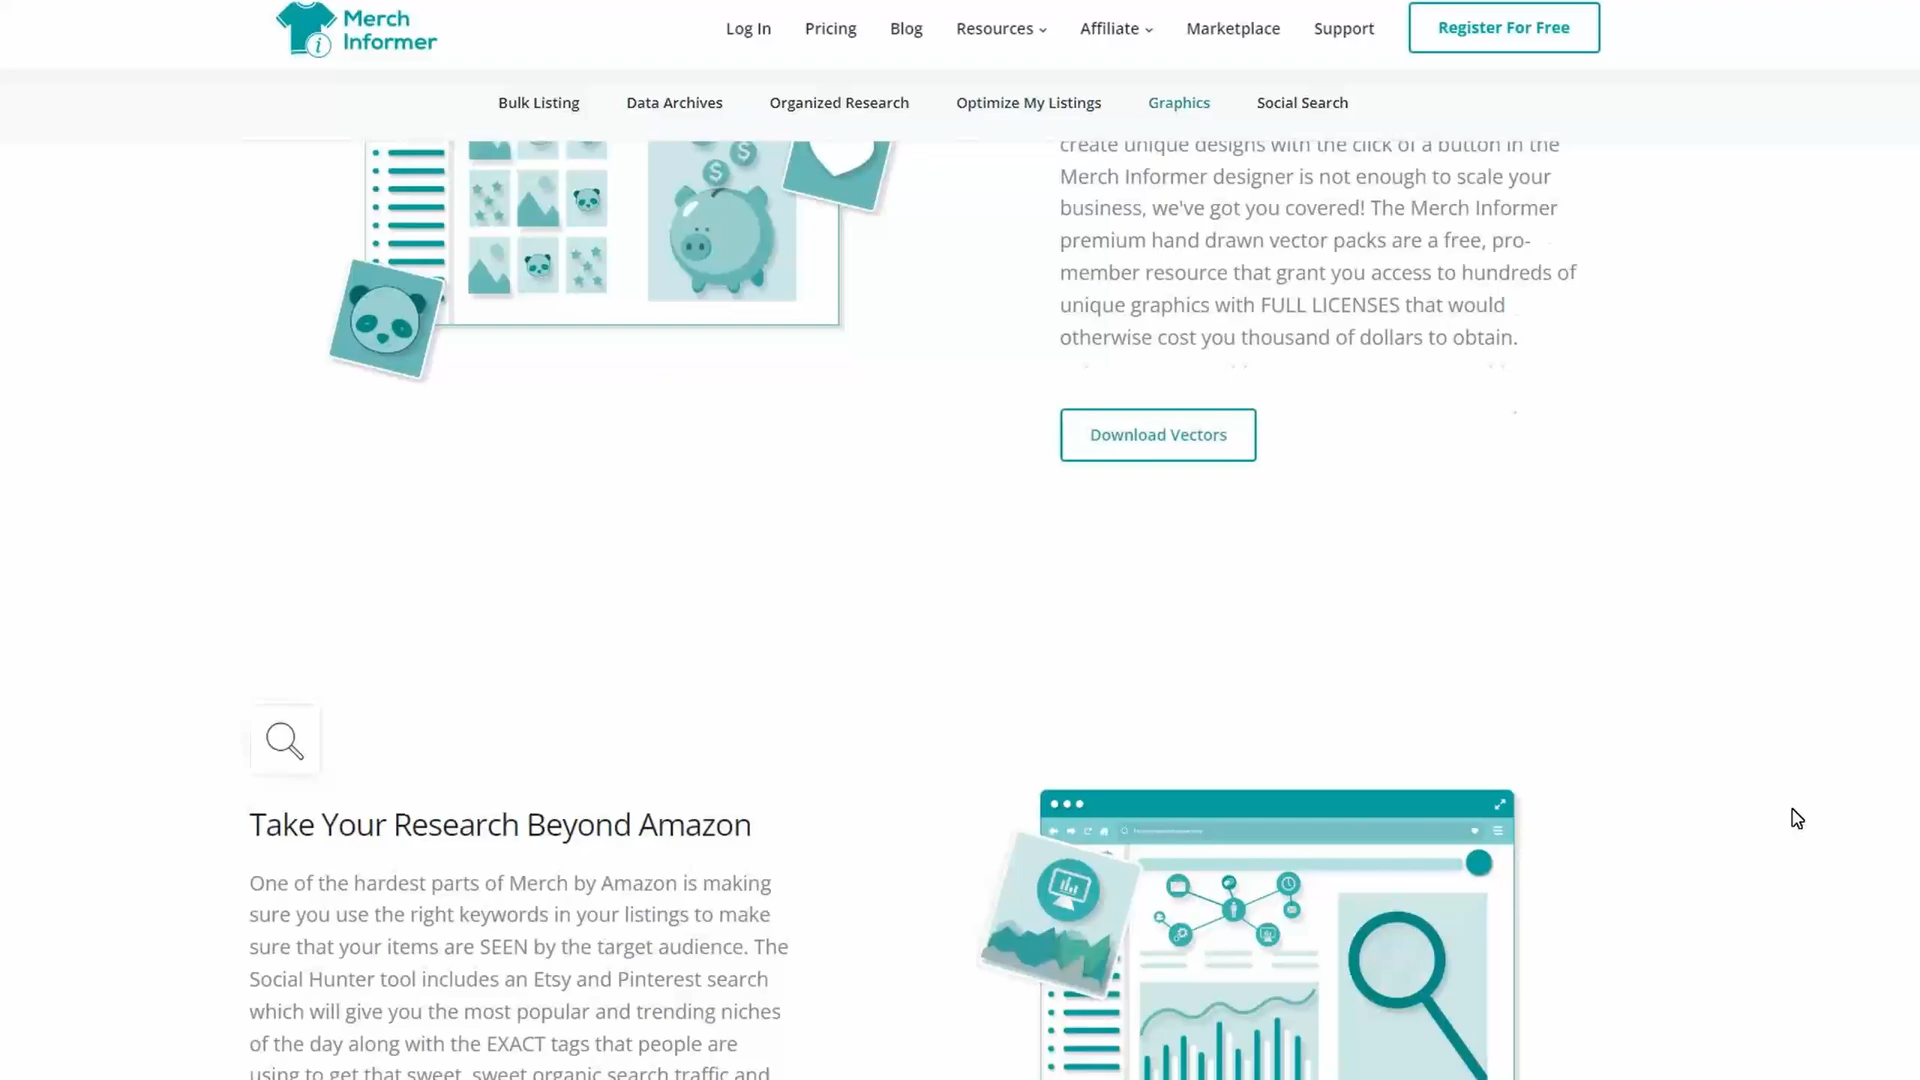 Merch
Informer
Log In
Pricing
Blog
Resources
Affiliate
Marketplace
Support
Register For Free
Bulk Listing
Data Archives
Organized Research
Optimize My Listings
Graphics
Social Search
create unique designs with the click of a button in the
Merch Informer designer is not enough to scale your
business, we've got you covered! The Merch Informer
premium hand drawn vector packs are a free, pro-
member resource that grant you access to hundreds of
unique graphics with FULL LICENSES that would
otherwise cost you thousand of dollars to obtain.
Download Vectors
Take Your Research Beyond Amazon
One of the hardest parts of Merch by Amazon is making
sure you use the right keywords in your listings to make
sure that your items are SEEN by the target audience. The
Social Hunter tool includes an Etsy and Pinterest search
which will give you the most popular and trending niches
of the day along with the EXACT tags that people are
using to get that sweet, sweet organic search traffic and